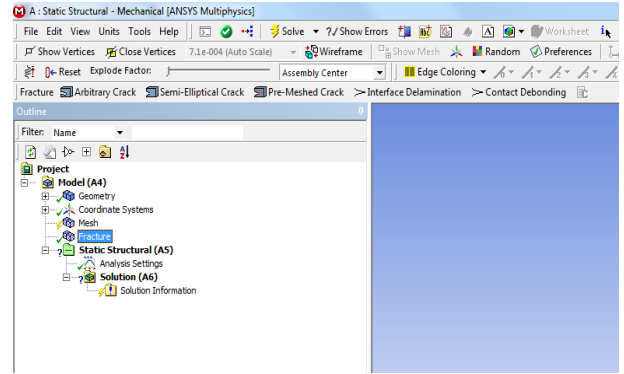 A : Static Structural - Mechanical [ANSYS Multiphysics]
File Edit View Units Tools Help Solve ?/ Show Errors A Worksheet i
Show Vertices Close Vertices 7.1e-004 (Auto Scale) Wireframe Show Mesh Random Preferences
Reset Explode Factor: Assembly Center Edge Coloring
Fracture Arbitrary Crack Semi-Elliptical Crack Pre-Meshed Crack Interface Delamination Contact Debonding
Outline
Filter: Name
Project
Model (A4)
Geometry
Coordinate Systems
Mesh
Fracture
Static Structural (A5)
Analysis Settings
Solution (A6)
Solution Information